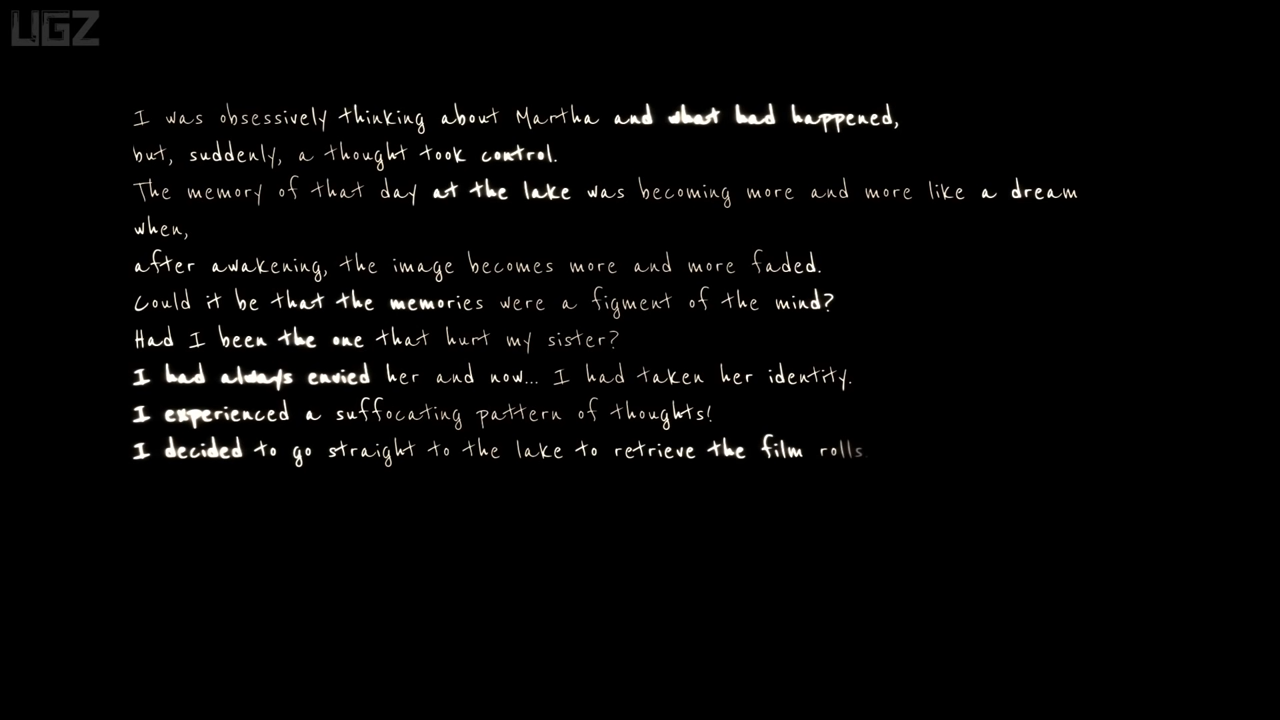 UGZ
I was obsessively thinking about Martha and what had happened,
but, suddenly, a thought took control.
The memory of that day at the lake was becoming more and more like a dream
when,
after awakening, the image becomes more and more faded.
Could it be that the memories were a figment of the mind?
Had I been the one that hurt my sister?
I had always envied her and now... I had taken her identity.
I experienced a suffocating pattern of thoughts!
I decided to go straight to the lake to retrieve the film rolls